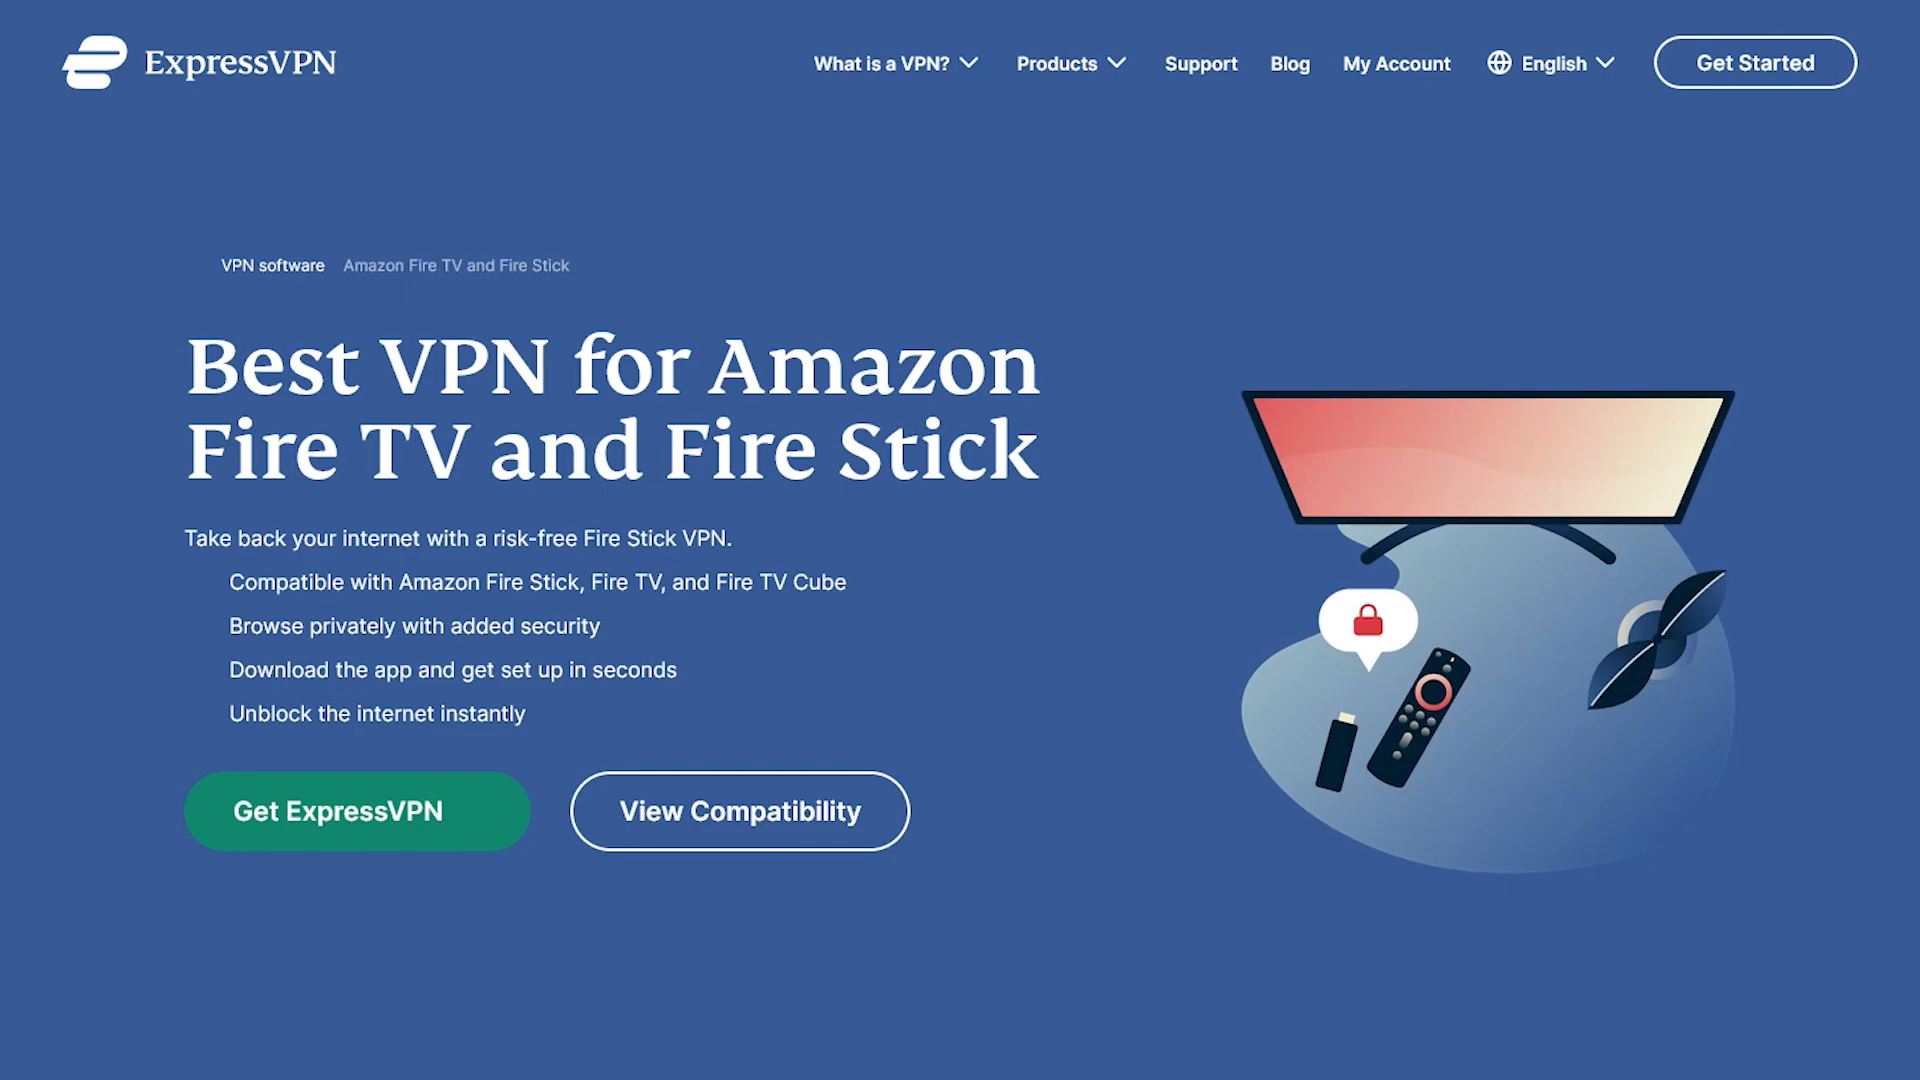 ExpressVPN
What is a VPN? Products Support Blog My Account English Get Started
VPN software Amazon Fire TV and Fire Stick
Best VPN for Amazon
Fire TV and Fire Stick
Take back your internet with a risk-free Fire Stick VPN.
Compatible with Amazon Fire Stick, Fire TV, and Fire TV Cube
Browse privately with added security
Download the app and get set up in seconds
Unblock the internet instantly
Get ExpressVPN View Compatibility